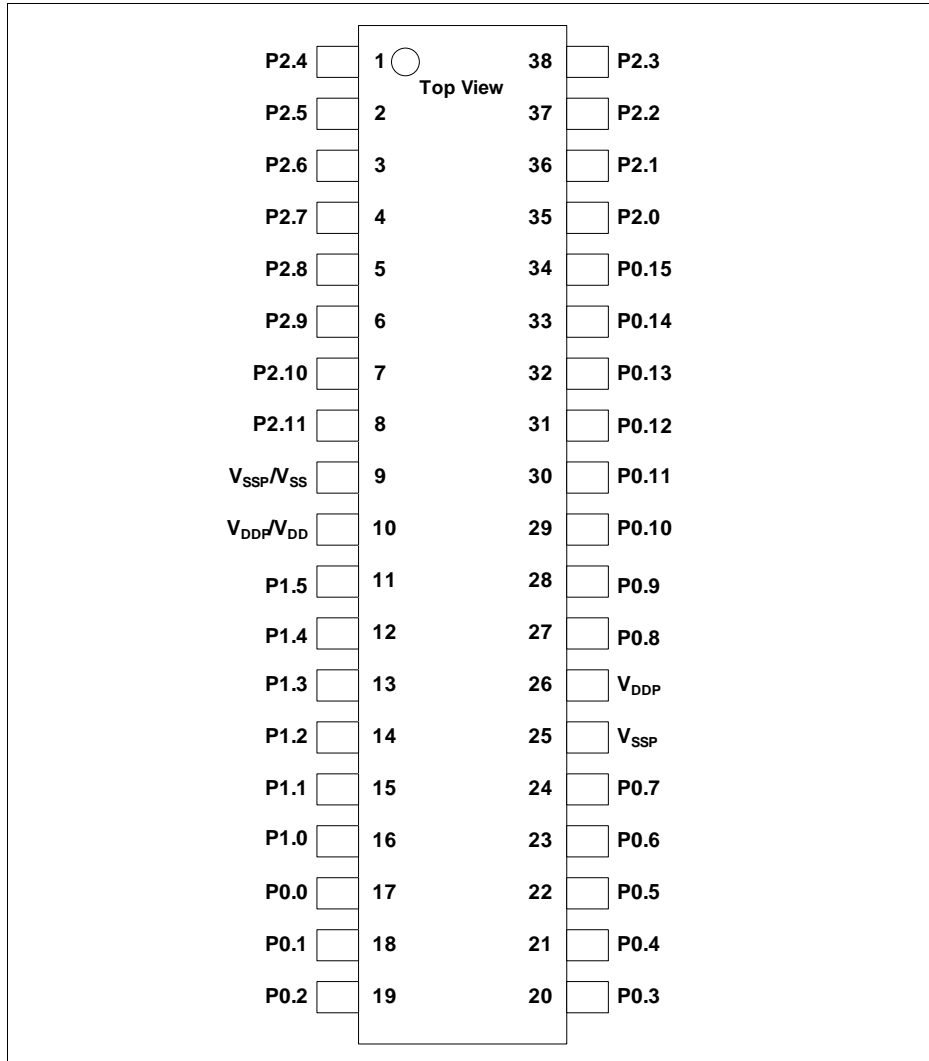 P2.4 1 38 P2.3
Top View
P2.5 2 37 P2.2
P2.6 3 36 P2.1
P2.7 4 35 P2.0
P2.8 5 34 P0.15
P2.9 6 33 P0.14
P2.10 7 32 P0.13
P2.11 8 31 P0.12
VSSP/VSS 9 30 P0.11
VDDP/VDD 10 29 P0.10
P1.5 11 28 P0.9
P1.4 12 27 P0.8
P1.3 13 26 VDDP
P1.2 14 25 VSSP
P1.1 15 24 P0.7
P1.0 16 23 P0.6
P0.0 17 22 P0.5
P0.1 18 21 P0.4
P0.2 19 20 P0.3